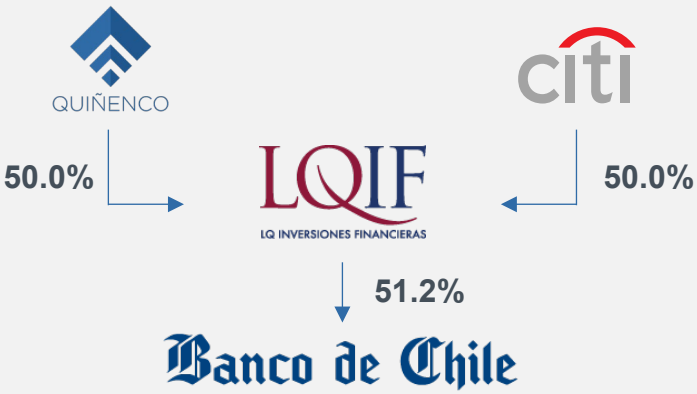 QUIÑENCO
citi
50.0%
50.0%
LQIF
LQ INVERSIONES FINANCIERAS
51.2%
Banco de Chile